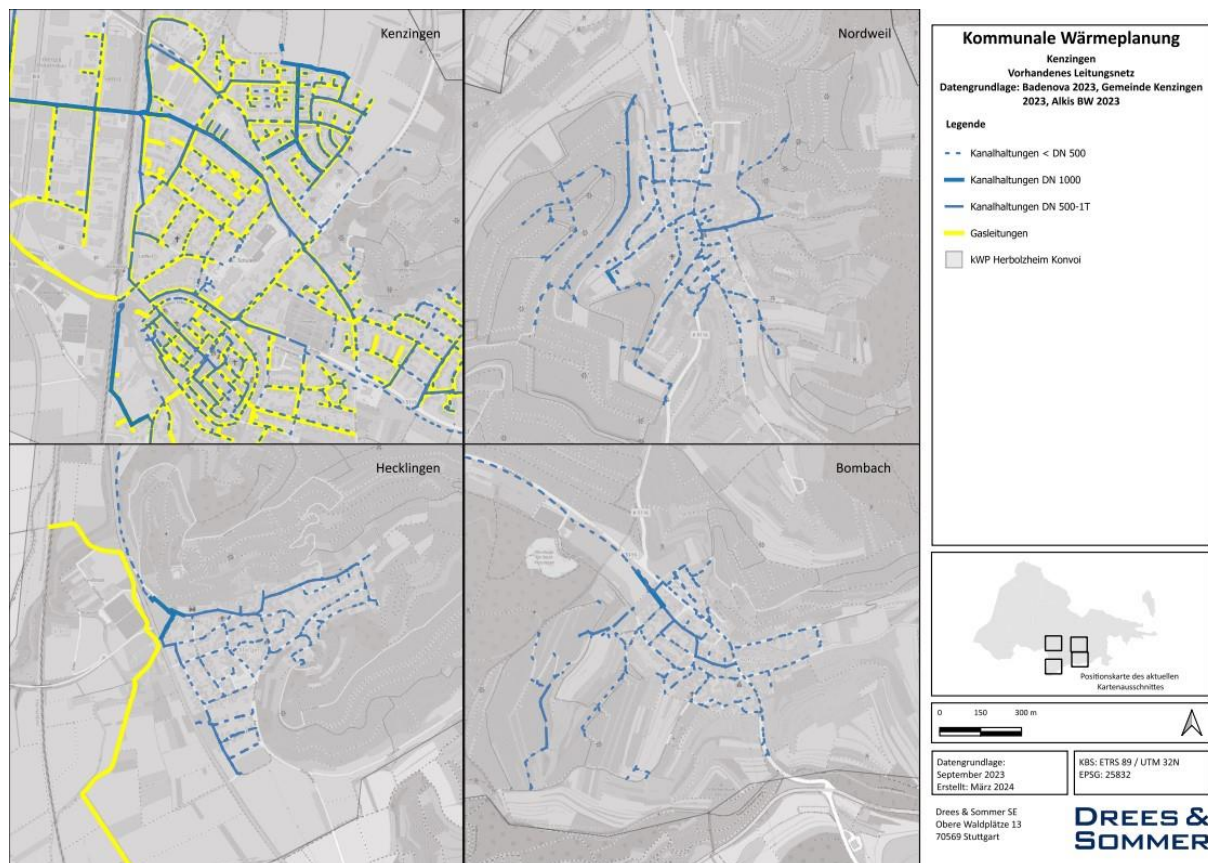 Kenzingen
Nordweil
Hecklingen
Bombach
Kommunale Wärmeplanung
Kenzingen
Vorhandenes Leitungsnetz
Datengrundlage: Badenova 2023, Gemeinde Kenzingen
2023, Alkis BW 2023
Legende
Kanalhaltungen < DN 500
Kanalhaltungen DN 1000
Kanalhaltungen DN 500-1T
Gasleitungen
kWP Herbolzheim Konvoi
Positionskarte des aktuellen
Kartenausschnittes
0 150 300 m
Datengrundlage:
September 2023
Erstellt: März 2024
KBS: ETRS 89 / UTM 32N
EPSG: 25832
Drees & Sommer SE
Obere Waldplätze 13
70569 Stuttgart
DREES &
SOMMER